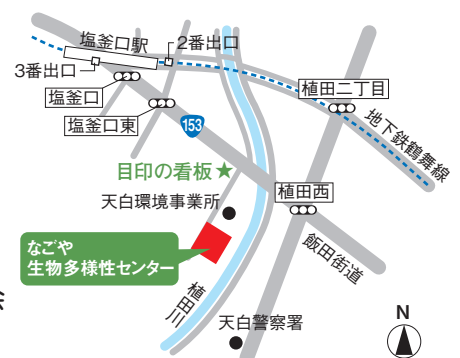 塩釜口駅
2番出口
3番出口
塩釜口
塩釜口東
153
植田二丁目
地下鉄鶴舞線
目印の看板★
植田西
天白環境事業所
飯田街道
なごや
生物多様性センター
植田川
天白警察署
会
N